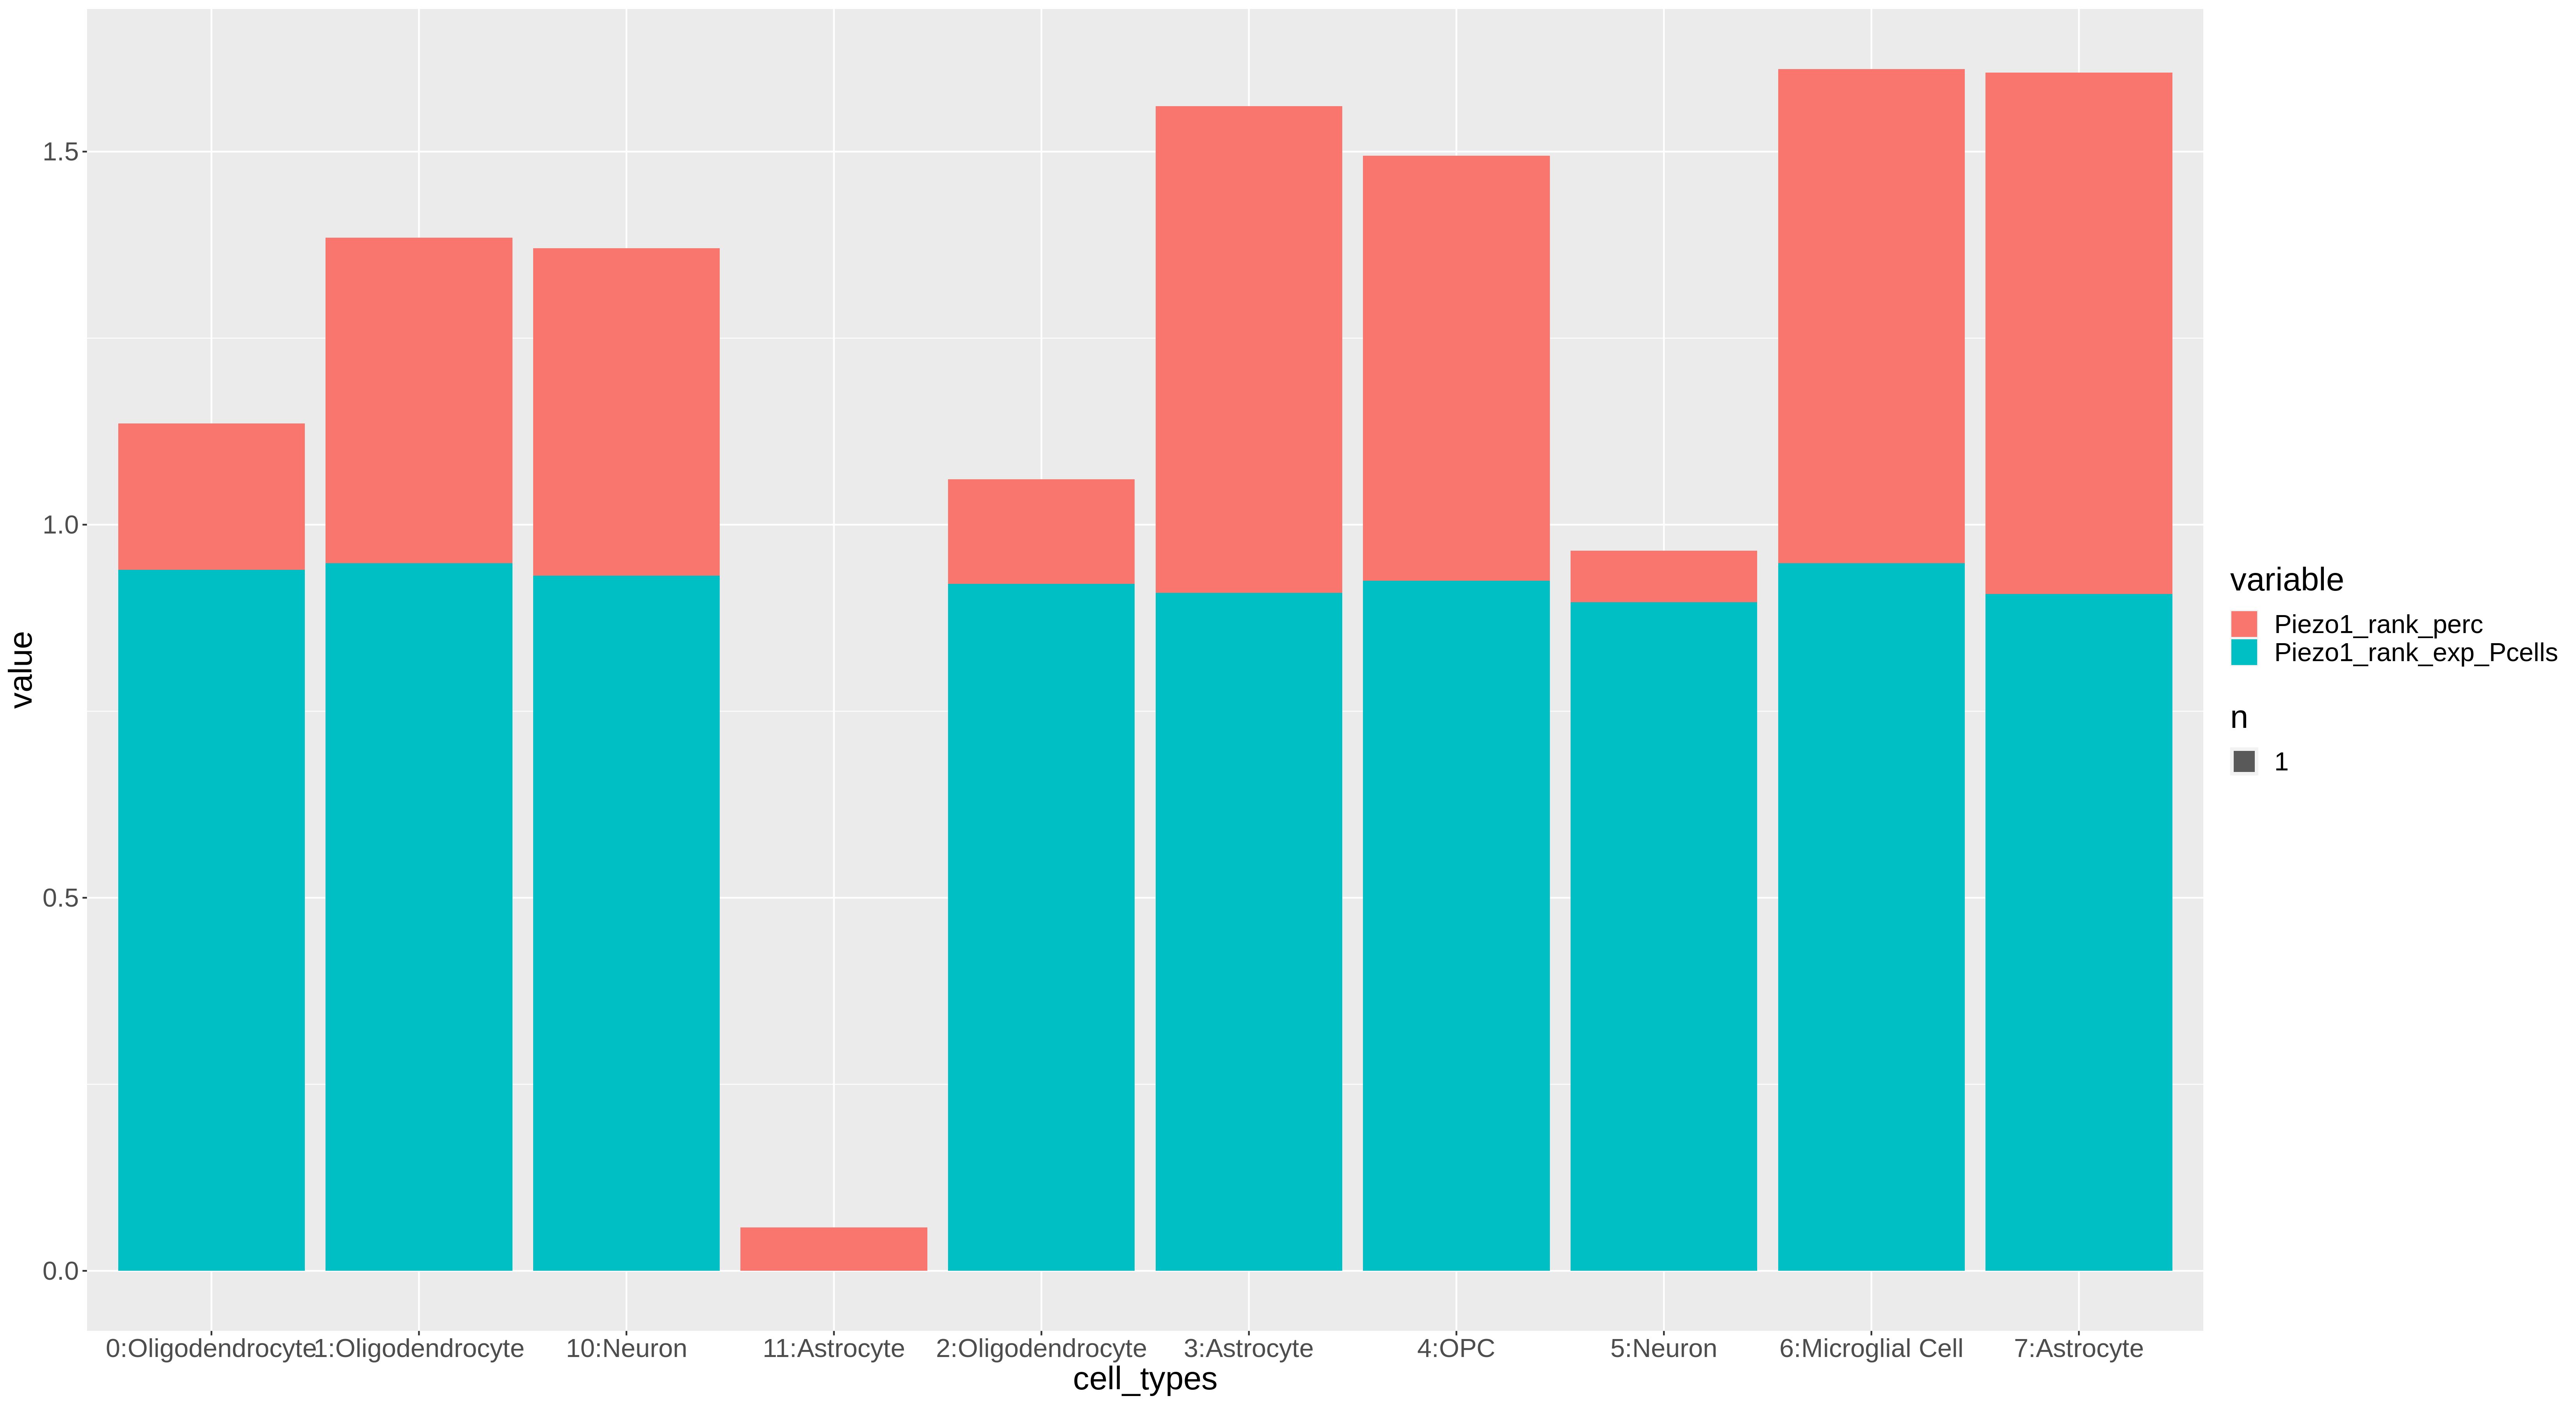 1.5
1.0
0.5
0.0
value
0:Oligodendrocyte
1:Oligodendrocyte
10:Neuron
11:Astrocyte
2:Oligodendrocyte
3:Astrocyte
4:OPC
5:Neuron
6:Microglial Cell
7:Astrocyte
cell_types
variable
Piezo1_rank_perc
Piezo1_rank_exp_Pcells
n
1